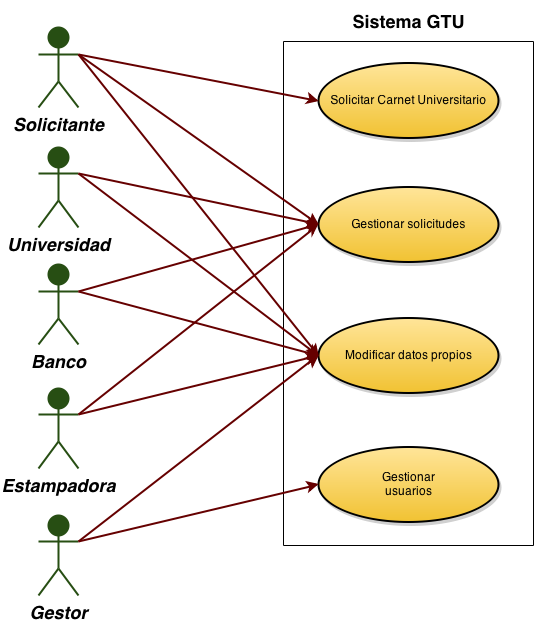 Sistema GTU
Solicitante
Solicitar Carnet Universitario
Universidad
Gestionar solicitudes
Banco
Modificar datos propios
Estampadora
Gestionar
usuarios
Gestor